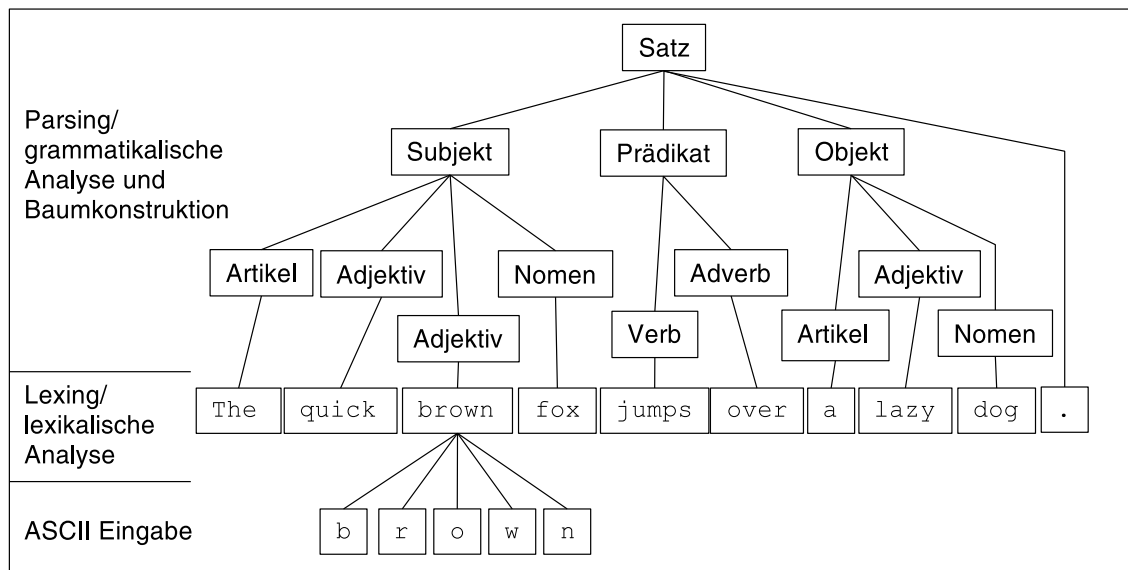 Satz
Parsing/
grammatikalische
Analyse und
Baumkonstruktion
Subjekt
Prädikat
Objekt
Artikel
Adjektiv
Nomen
Adverb
Adjektiv
Adjektiv
Verb
Artikel
Nomen
Lexing/
lexikalische
Analyse
The quick brown fox jumps over a lazy dog .
ASCII Eingabe
b r o w n